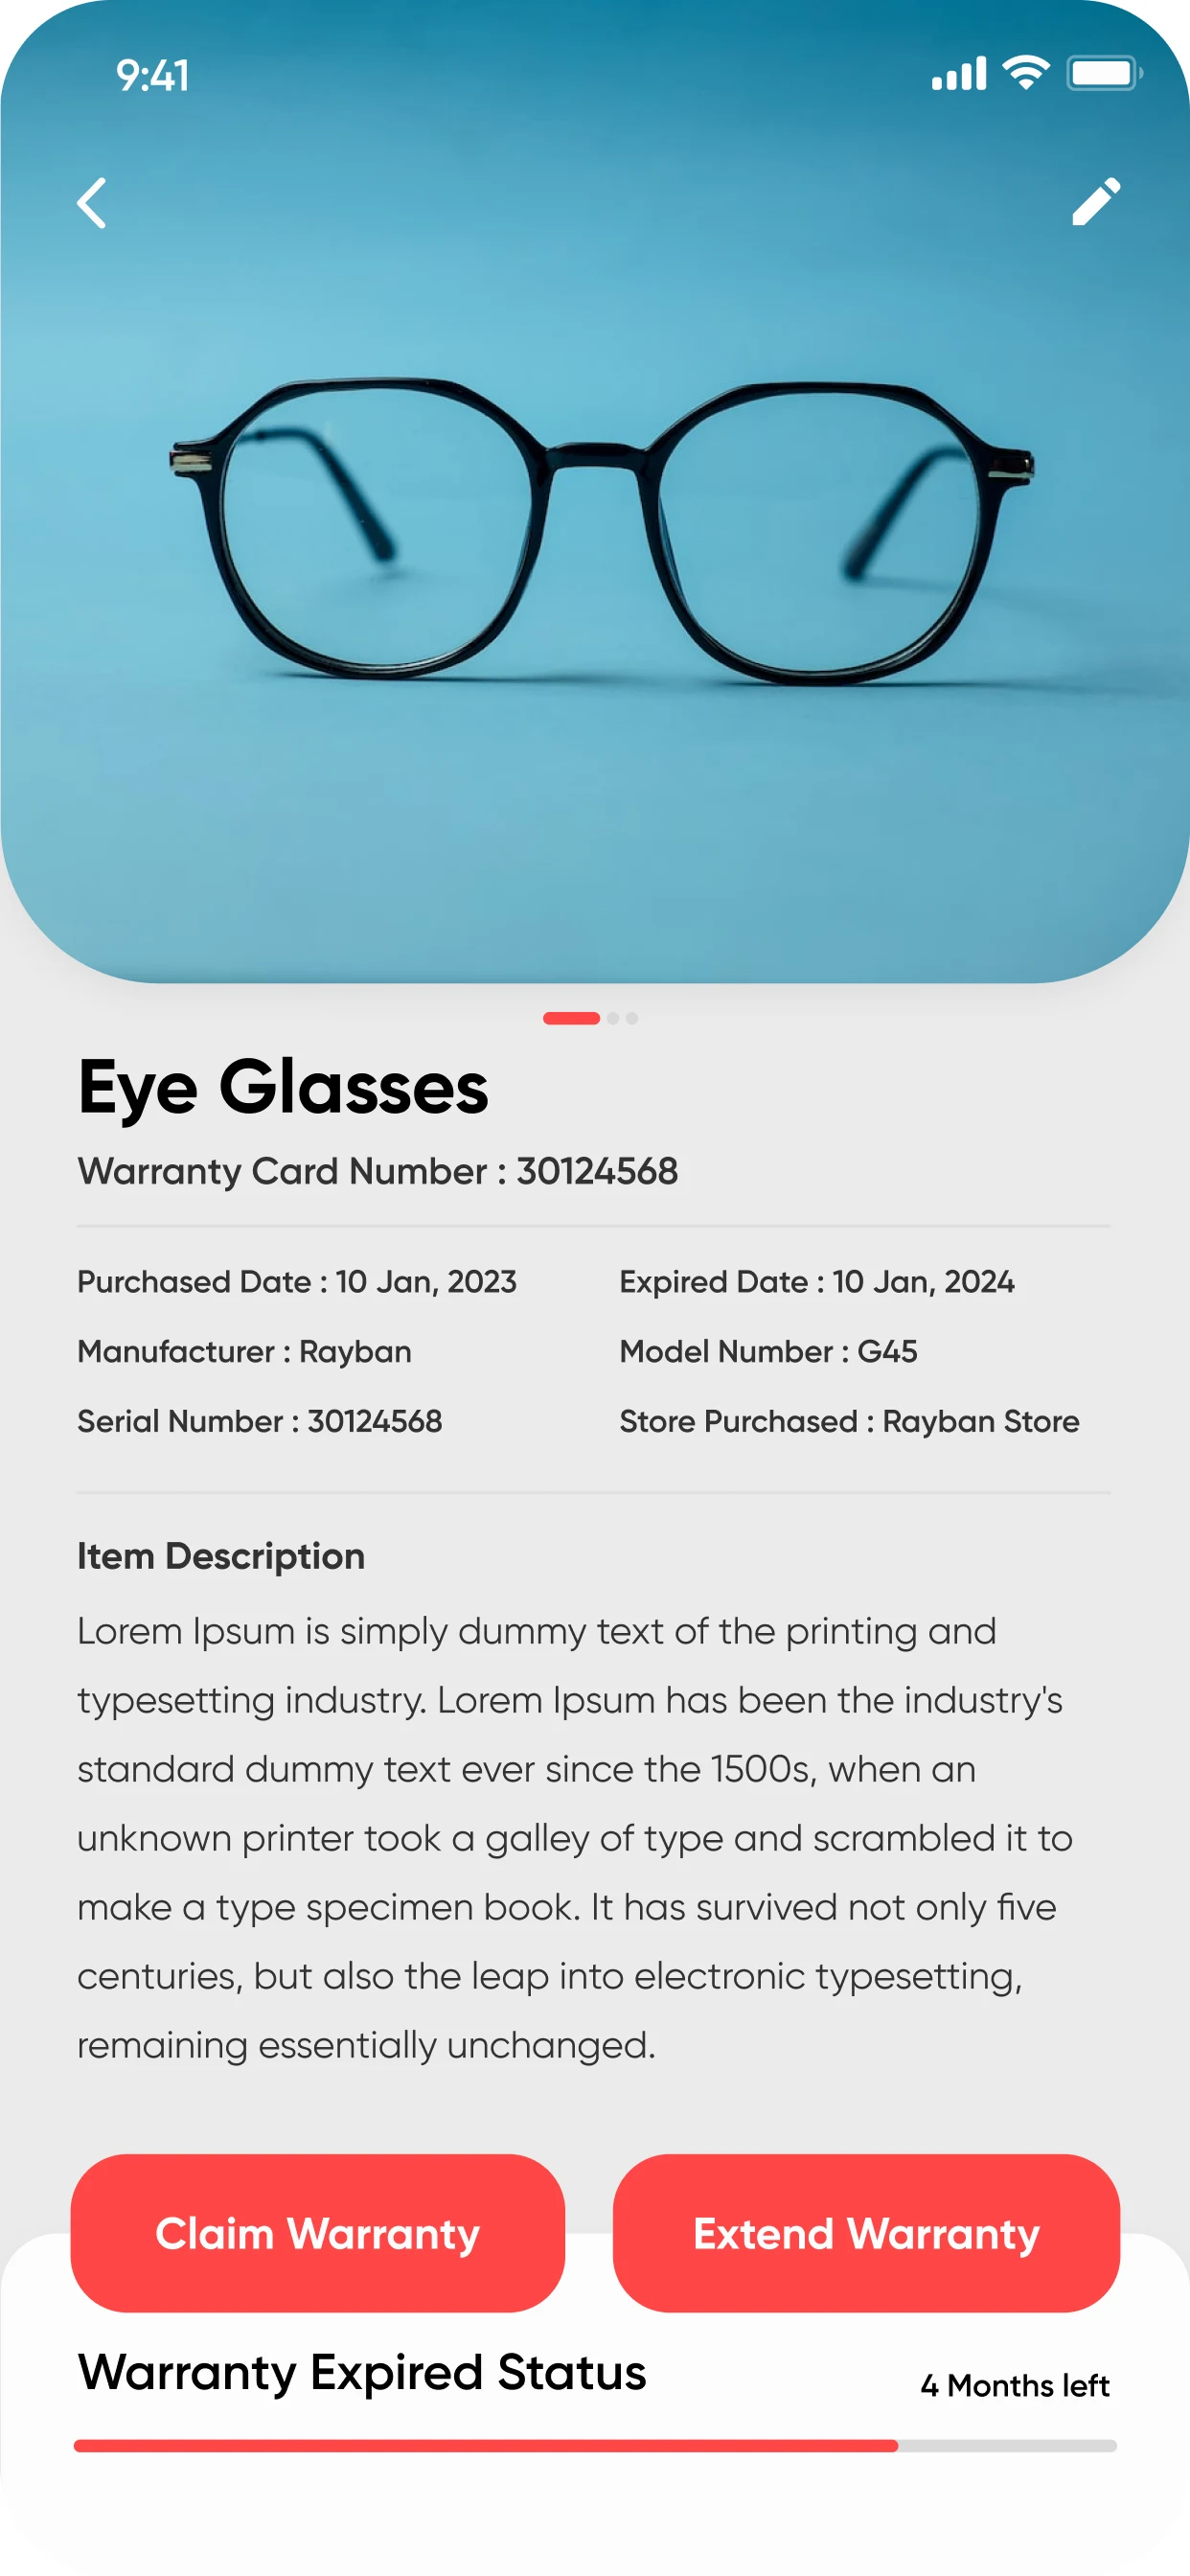 9:41
Eye Glasses
Warranty Card Number : 30124568
Purchased Date : 10 Jan, 2023
Expired Date : 10 Jan, 2024
Manufacturer : Rayban
Model Number : G45
Serial Number : 30124568
Store Purchased : Rayban Store
Item Description
Lorem Ipsum is simply dummy text of the printing and
typesetting industry. Lorem Ipsum has been the industry's
standard dummy text ever since the 1500s, when an
unknown printer took a galley of type and scrambled it to
make a type specimen book. It has survived not only five
centuries, but also the leap into electronic typesetting,
remaining essentially unchanged.
Claim Warranty
Extend Warranty
Warranty Expired Status
4 Months left